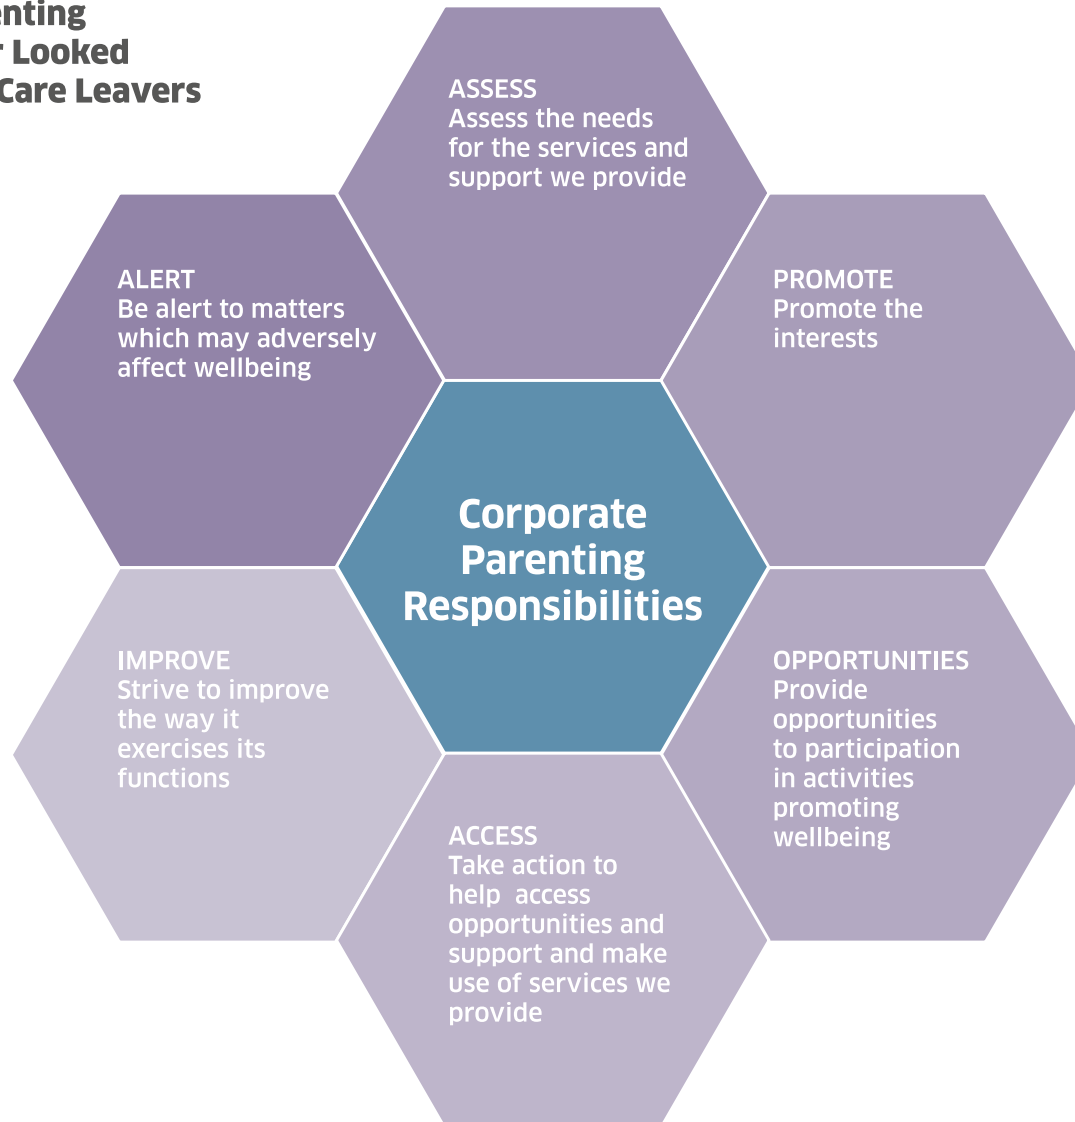 enting
r Looked
Care Leavers
ASSESS
Assess the needs
for the services and
support we provide
ALERT
Be alert to matters
which may adversely
affect wellbeing
PROMOTE
Promote the
interests
Corporate
Parenting
Responsibilities
IMPROVE
Strive to improve
the way it
exercises its
functions
OPPORTUNITIES
Provide
opportunities
to participation
in activities
promoting
wellbeing
ACCESS
Take action to
help  access
opportunities and
support and make
use of services we
provide